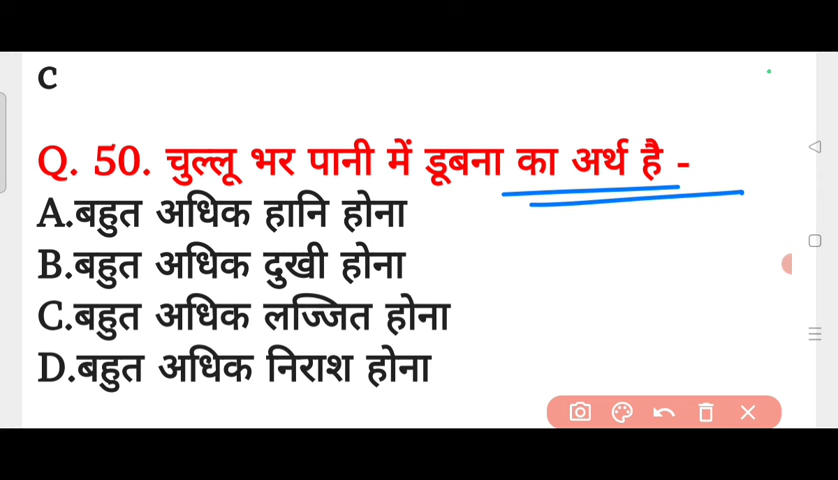 C
Q. 50. चुल्लू भर पानी में डूबना का अर्थ है -
A.बहुत अधिक हानि होना
B.बहुत अधिक दुखी होना
C.बहुत अधिक लज्जित होना
D.बहुत अधिक निराश होना